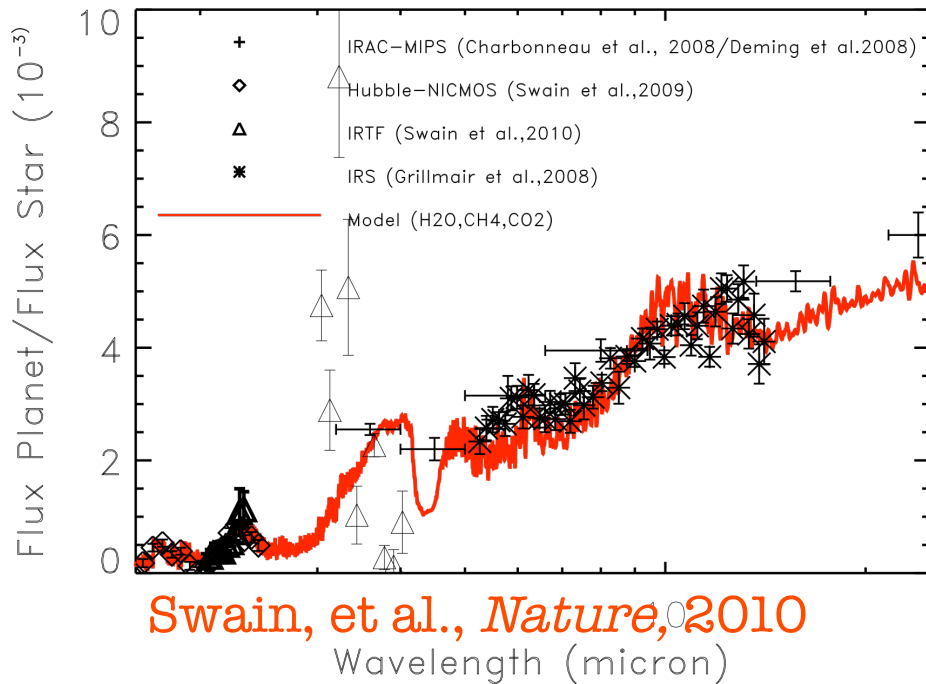 10
8
6
4
2
0
Flux Planet/Flux Star (10⁻³)
IRAC-MIPS (Charbonneau et al., 2008/Deming et al.2008)
Hubble-NICMOS (Swain et al.,2009)
IRTF (Swain et al.,2010)
IRS (Grillmair et al.,2008)
Model (H2O,CH4,CO2)
10
Swain, et al., Nature, 2010
Wavelength (micron)